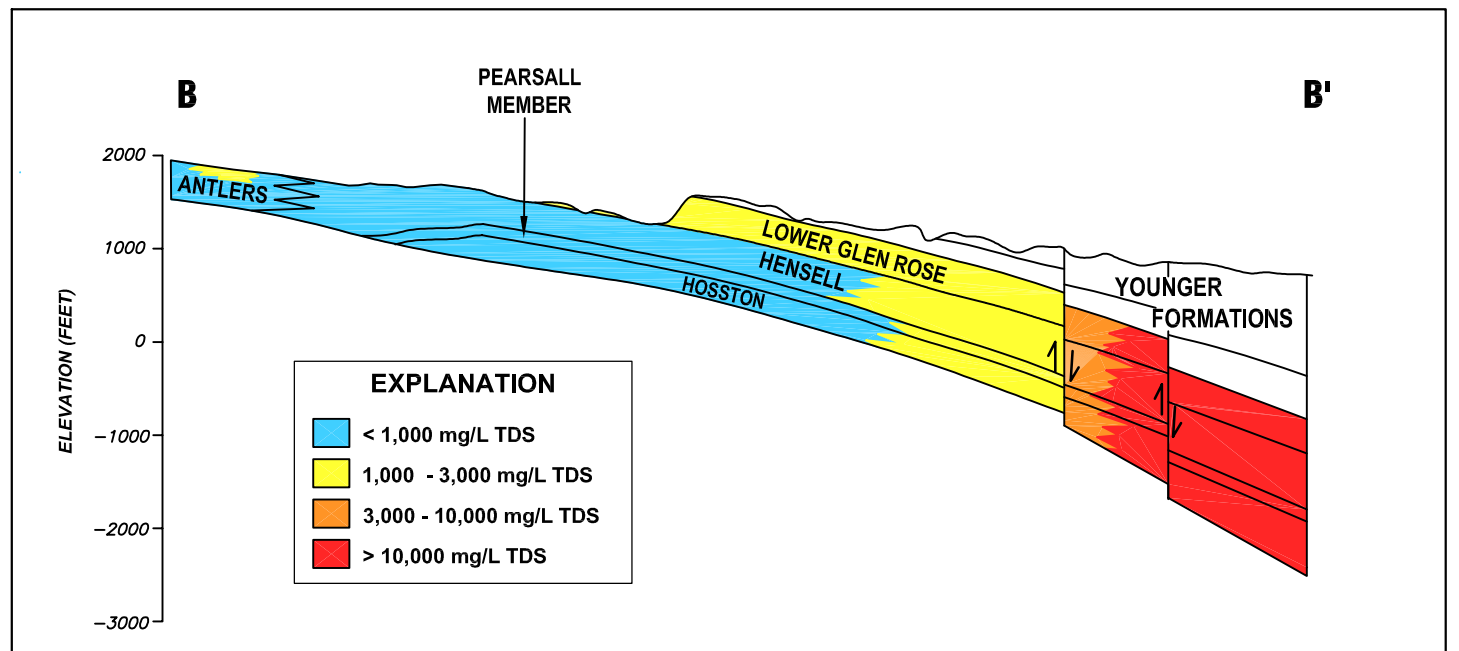 B
PEARSALL
MEMBER
B'
2000
1000
0
−1000
−2000
−3000
ELEVATION (FEET)
ANTLERS
LOWER GLEN ROSE
HENSELL
HOSSTON
YOUNGER
FORMATIONS
EXPLANATION
< 1,000 mg/L TDS
1,000 - 3,000 mg/L TDS
3,000 - 10,000 mg/L TDS
> 10,000 mg/L TDS